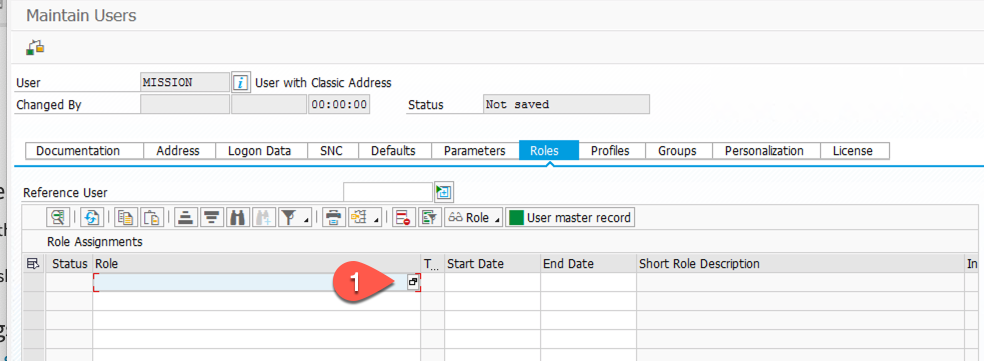 Maintain Users
User MISSION i User with Classic Address
Changed By 00:00:00 Status Not saved
Documentation Address Logon Data SNC Defaults Parameters Roles Profiles Groups Personalization License
Reference User
Role User master record
Role Assignments
Status Role T... Start Date End Date Short Role Description In
1